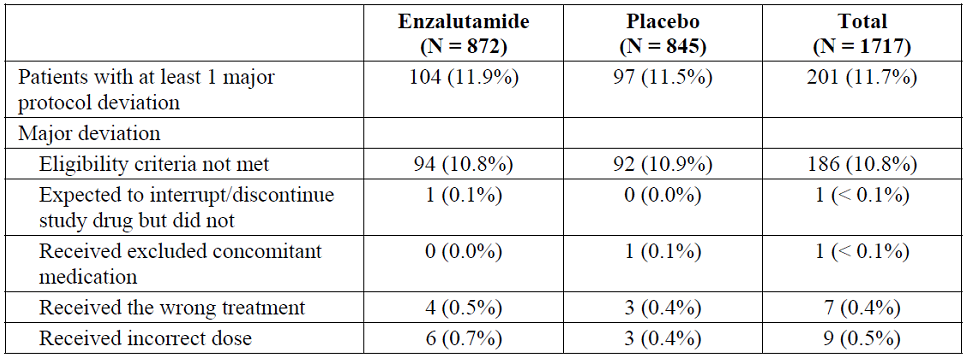 Enzalutamide Placebo Total
(N = 872) (N = 845) (N = 1717)
Patients with at least 1 major 104 (11.9%) 97 (11.5%) 201 (11.7%)
protocol deviation
Major deviation
Eligibility criteria not met 94 (10.8%) 92 (10.9%) 186 (10.8%)
Expected to interrupt/discontinue 1 (0.1%) 0 (0.0%) 1 (< 0.1%)
study drug but did not
Received excluded concomitant 0 (0.0%) 1 (0.1%) 1 (< 0.1%)
medication
Received the wrong treatment 4 (0.5%) 3 (0.4%) 7 (0.4%)
Received incorrect dose 6 (0.7%) 3 (0.4%) 9 (0.5%)